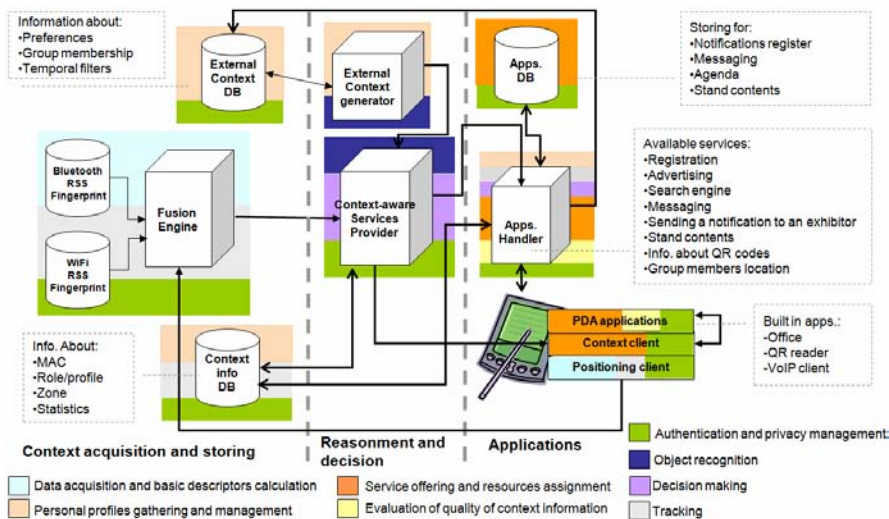 Information about:
•Preferences
•Group membership
•Temporal filters
External
Context
DB
External
Context
generator
Apps.
DB
Storing for:
•Notifications register
•Messaging
•Agenda
•Stand contents
Bluetooth
RSS
Fingerprint
WiFi
RSS
Fingerprint
Fusion
Engine
Context-aware
Services
Provider
Apps.
Handler
Available services:
•Registration
•Advertising
•Search engine
•Messaging
•Sending a notification to an exhibitor
•Stand contents
•Info. about QR codes
•Group members location
Info. About:
•MAC
•Role/profile
•Zone
•Statistics
Context
info
DB
PDA applications
Context client
Positioning client
Built in apps.:
-Office
-QR reader
-VoIP client
Context acquisition and storing
Reasonment and
decision
Applications
Data acquisition and basic descriptors calculation
Personal profiles gathering and management
Service offering and resources assignment
Evaluation of quality of context information
Authentication and privacy management:
Object recognition
Decision making
Tracking